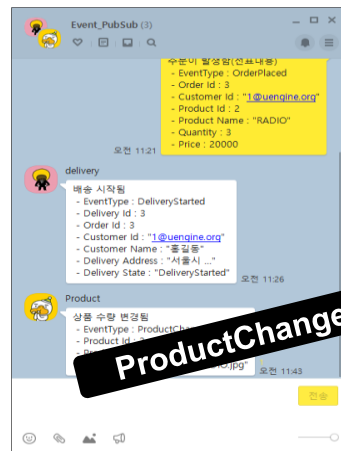 Event_PubSub (3)
주문이 발생함(전표내용)
- EventType : OrderPlaced
- Order Id : 3
- Customer Id : "1@uengine.org"
- Product Id : 2
- Product Name : "RADIO"
- Quantity : 3
- Price : 20000
오전 11:21
delivery
배송 시작됨
- EventType : DeliveryStarted
- Delivery Id : 3
- Order Id : 3
- Customer Id : "1@uengine.org"
- Customer Name : "홍길동"
- Delivery Address : "서울시 ..."
- Delivery State : "DeliveryStarted"
오전 11:26
Product
상품 수량 변경됨
- EventType :
- Product Id :
.jpg"
오전 11:43
ProductChange
전송